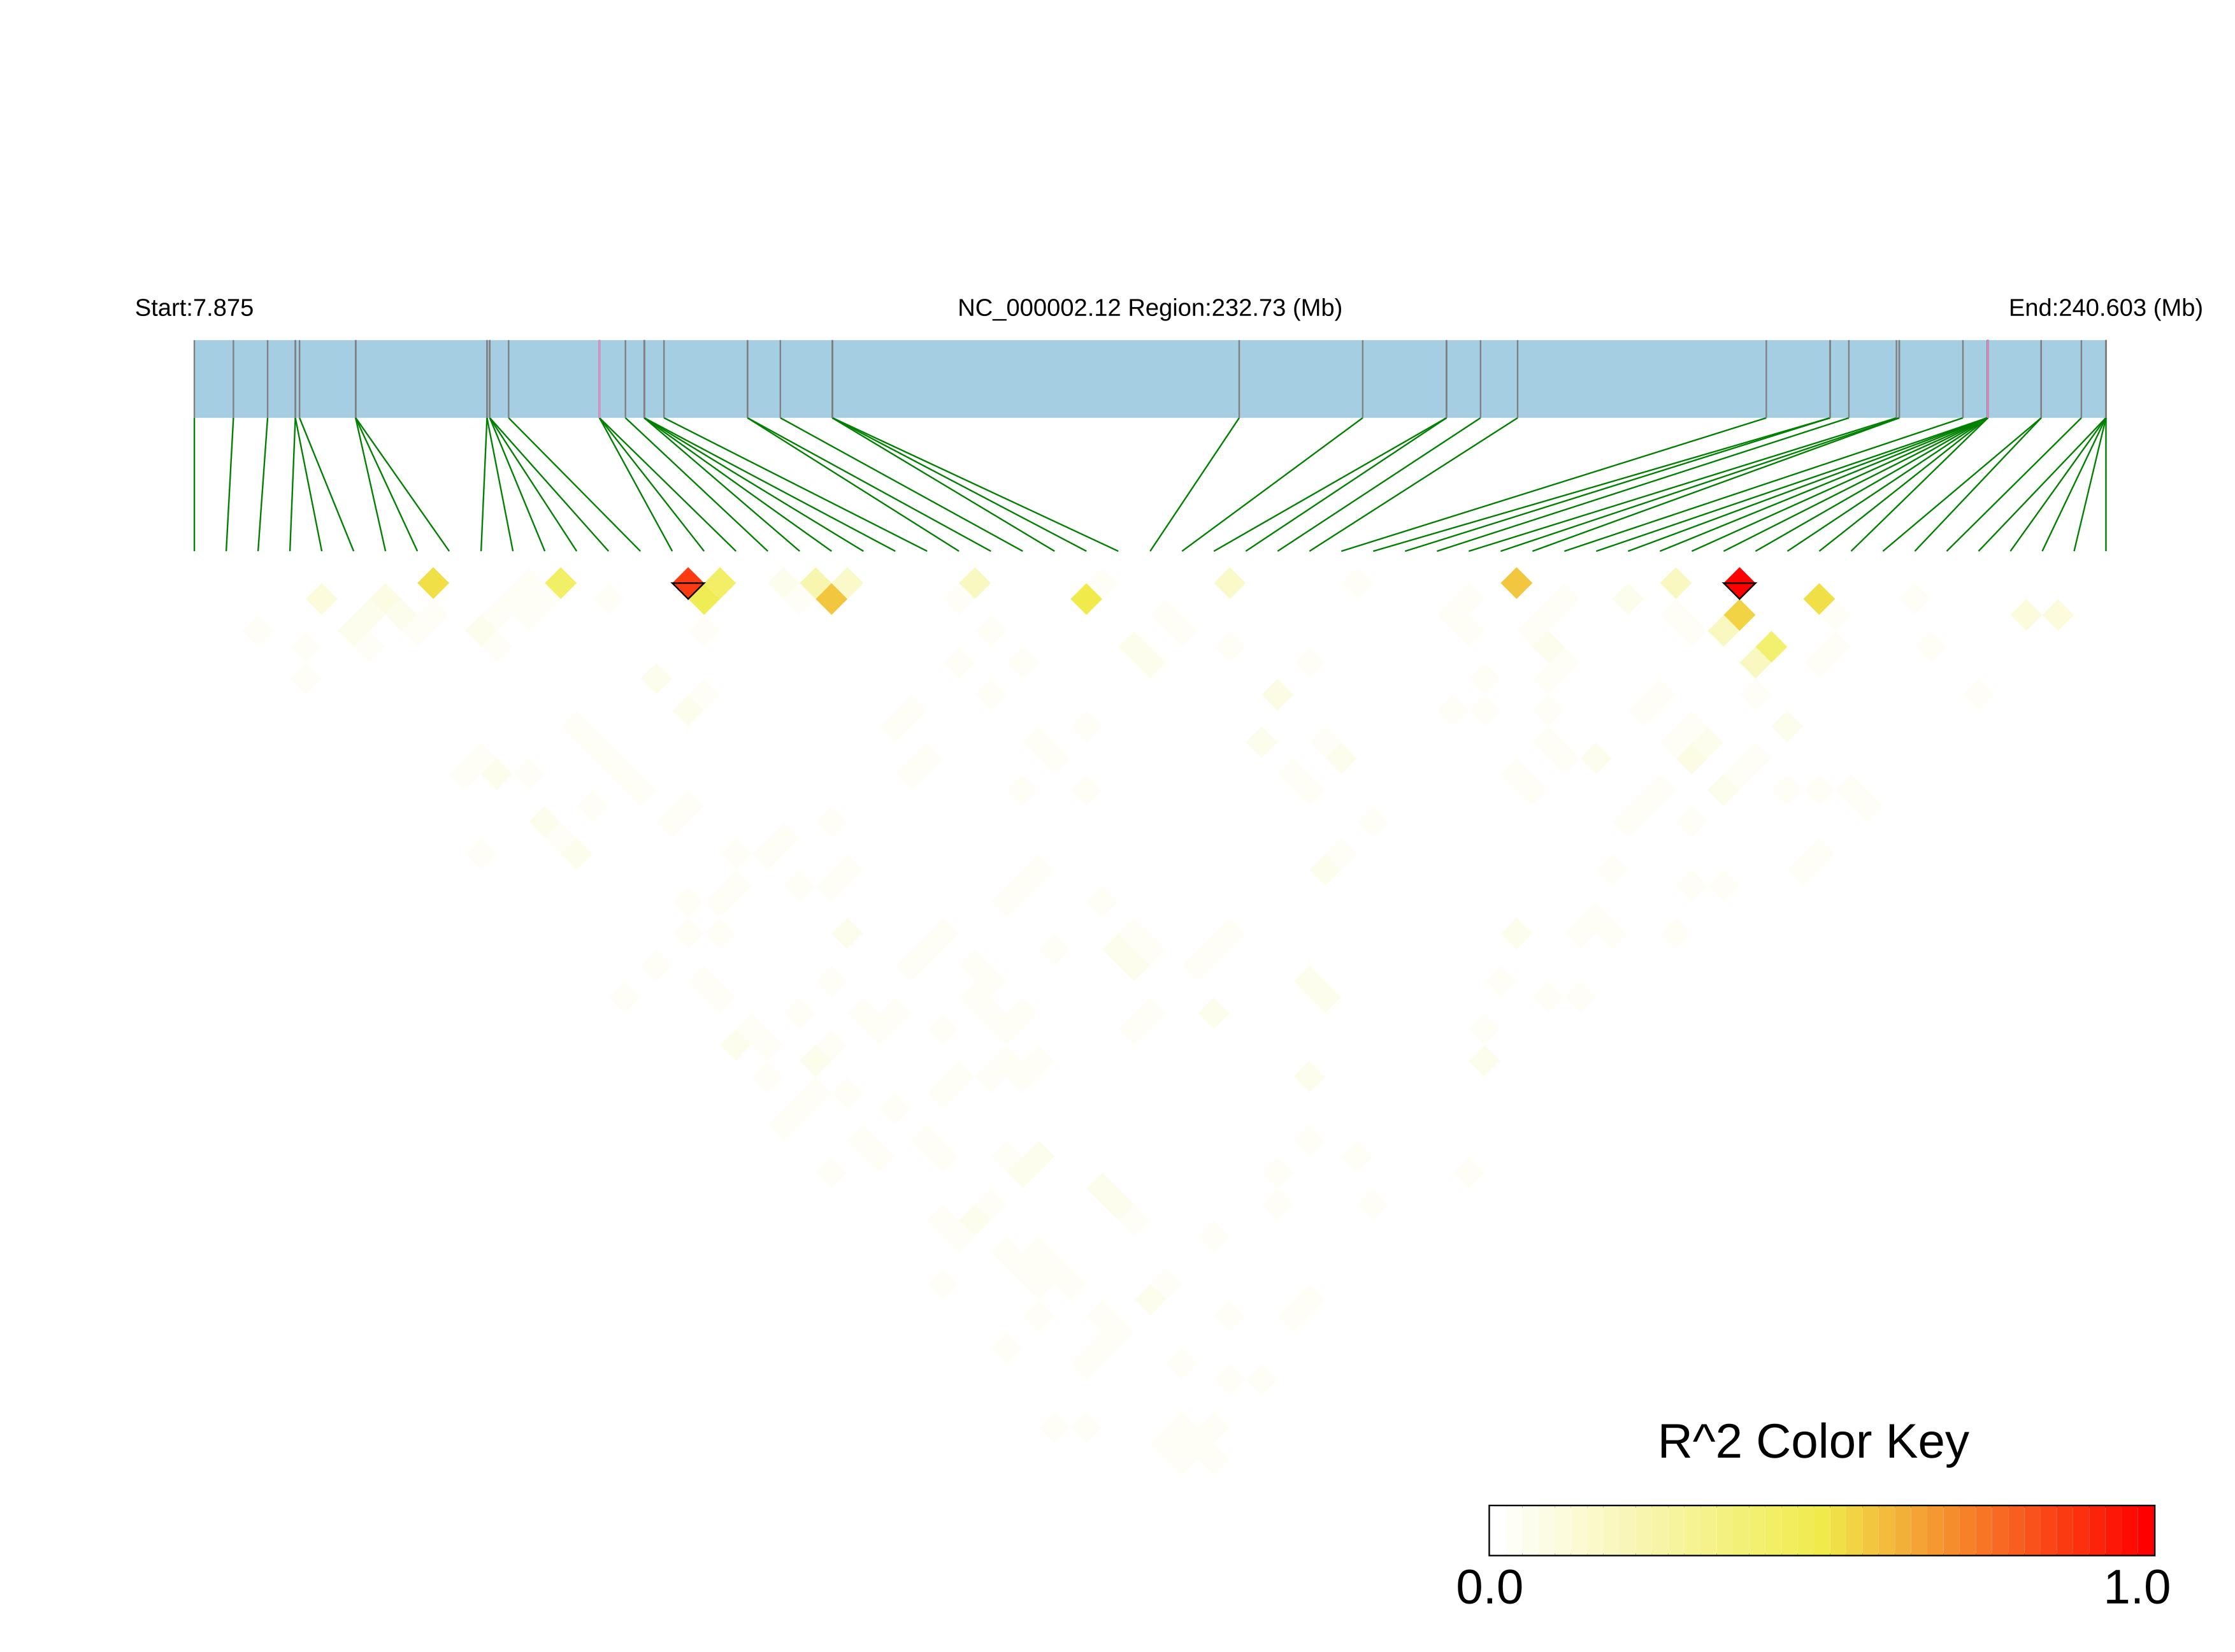 Start:7.875 NC_000002.12 Region:232.73 (Mb) End:240.603 (Mb)
R^2 Color Key
0.0 1.0